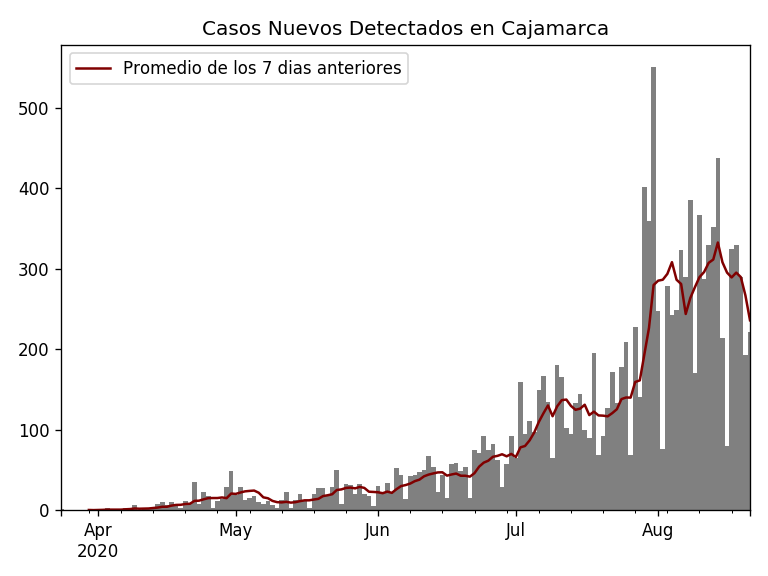 Casos Nuevos Detectados en Cajamarca
Promedio de los 7 dias anteriores
500
400
300
200
100
0
Apr
2020
May
Jun
Jul
Aug